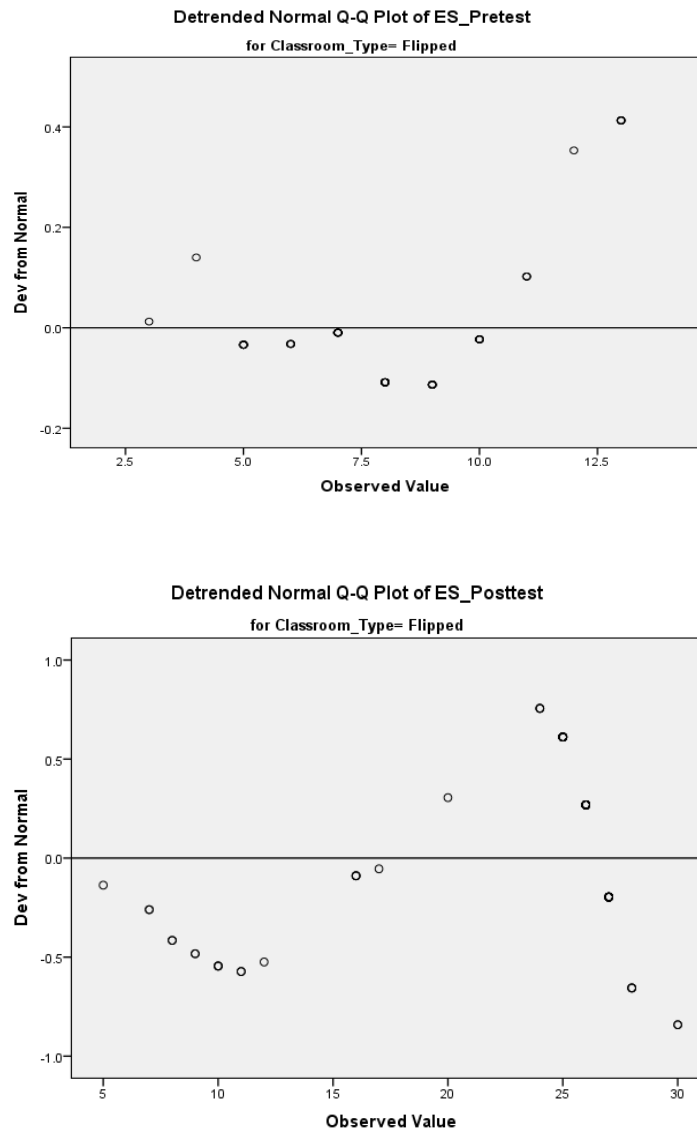 Detrended Normal Q-Q Plot of ES_Pretest
for Classroom_Type= Flipped
Dev from Normal
0.4
0.2
0.0
-0.2
2.5 5.0 7.5 10.0 12.5
Observed Value
Detrended Normal Q-Q Plot of ES_Posttest
for Classroom_Type= Flipped
Dev from Normal
1.0
0.5
0.0
-0.5
-1.0
5 10 15 20 25 30
Observed Value